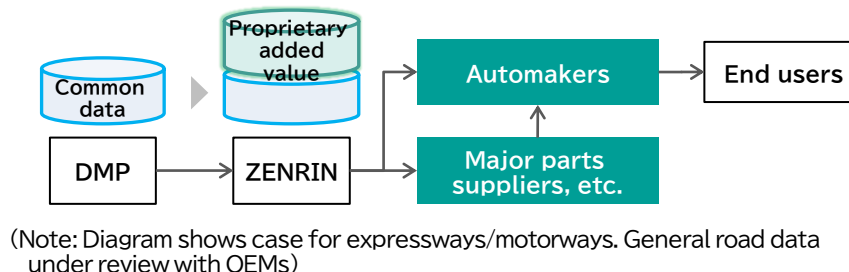 Proprietary
added
value
Common
data
Automakers
End users
DMP
ZENRIN
Major parts
suppliers, etc.
(Note: Diagram shows case for expressways/motorways. General road data
under review with OEMs)